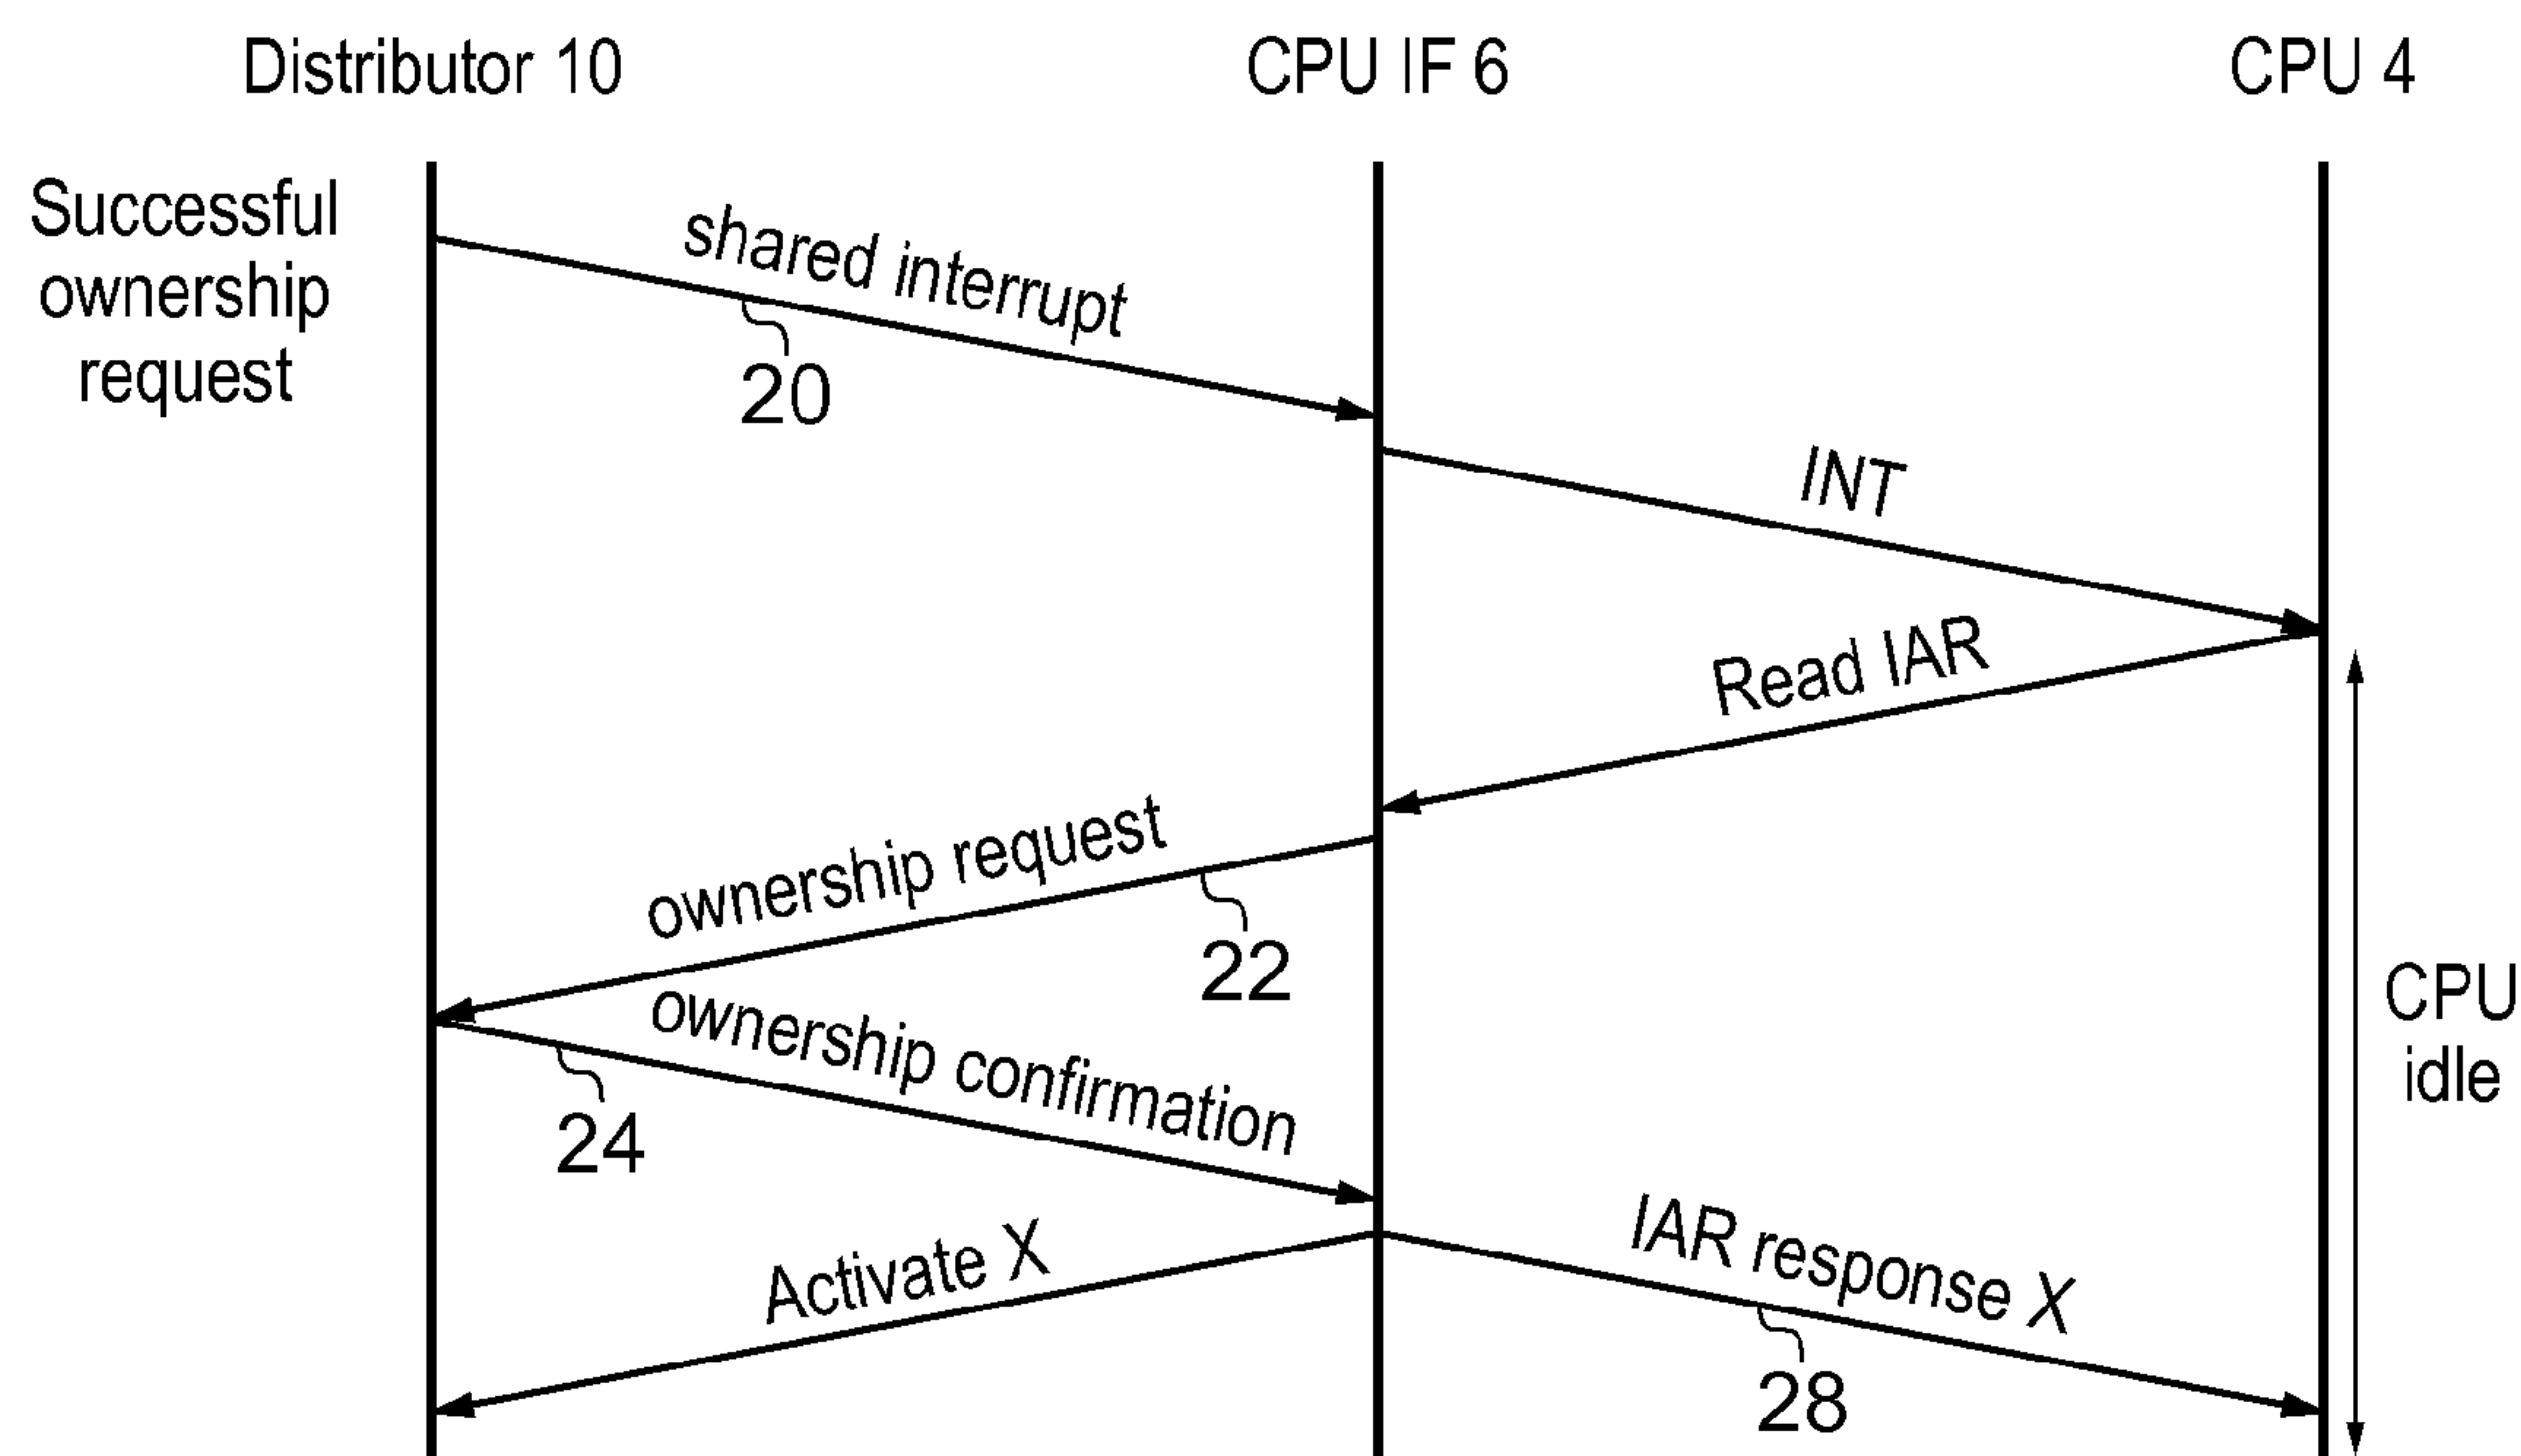 Distributor 10
CPU IF 6
CPU 4
Successful
ownership
request
shared interrupt
20
INT
Read IAR
ownership request
22
ownership confirmation
24
CPU
idle
Activate X
IAR response X
28